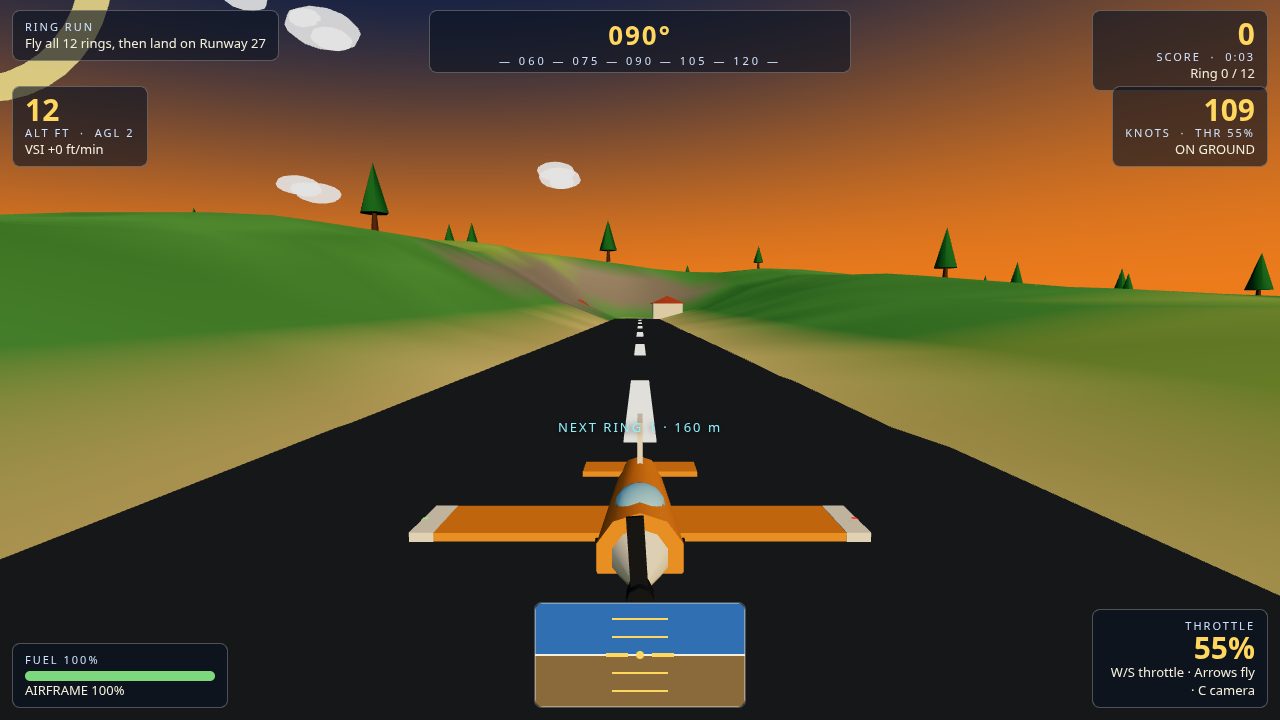 RING RUN
Fly all 12 rings, then land on Runway 27
090°
— 060 — 075 — 090 — 105 — 120 —
0
SCORE · 0:03
Ring 0 / 12
12
ALT FT · AGL 2
VSI +0 ft/min
109
KNOTS · THR 55%
ON GROUND
NEXT RING 1 · 160 m
FUEL 100%
AIRFRAME 100%
THROTTLE
55%
W/S throttle · Arrows fly
· C camera